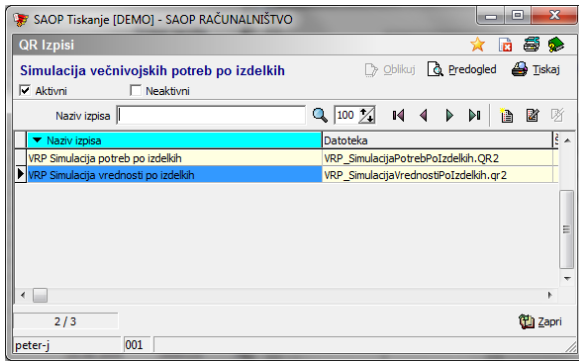 SAOP Tiskanje [DEMO] - SAOP RAČUNALNIŠTVO
QR Izpisi
Simulacija večnivojskih potreb po izdelkih Oblikuj Predogled Tiskaj
Aktivni Neaktivni
Naziv izpisa 100
Naziv izpisa Datoteka
VRP Simulacija potreb po izdelkih VRP_SimulacijaPotrebPoIzdelkih.QR2
VRP Simulacija vrednosti po izdelkih VRP_SimulacijaVrednostiPoIzdelkih.qr2
2 / 3 Zapri
peter-j 001